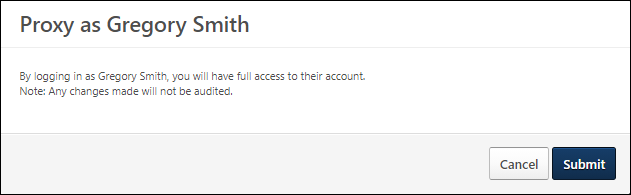 Proxy as Gregory Smith
By logging in as Gregory Smith, you will have full access to their account.
Note: Any changes made will not be audited.
Cancel
Submit